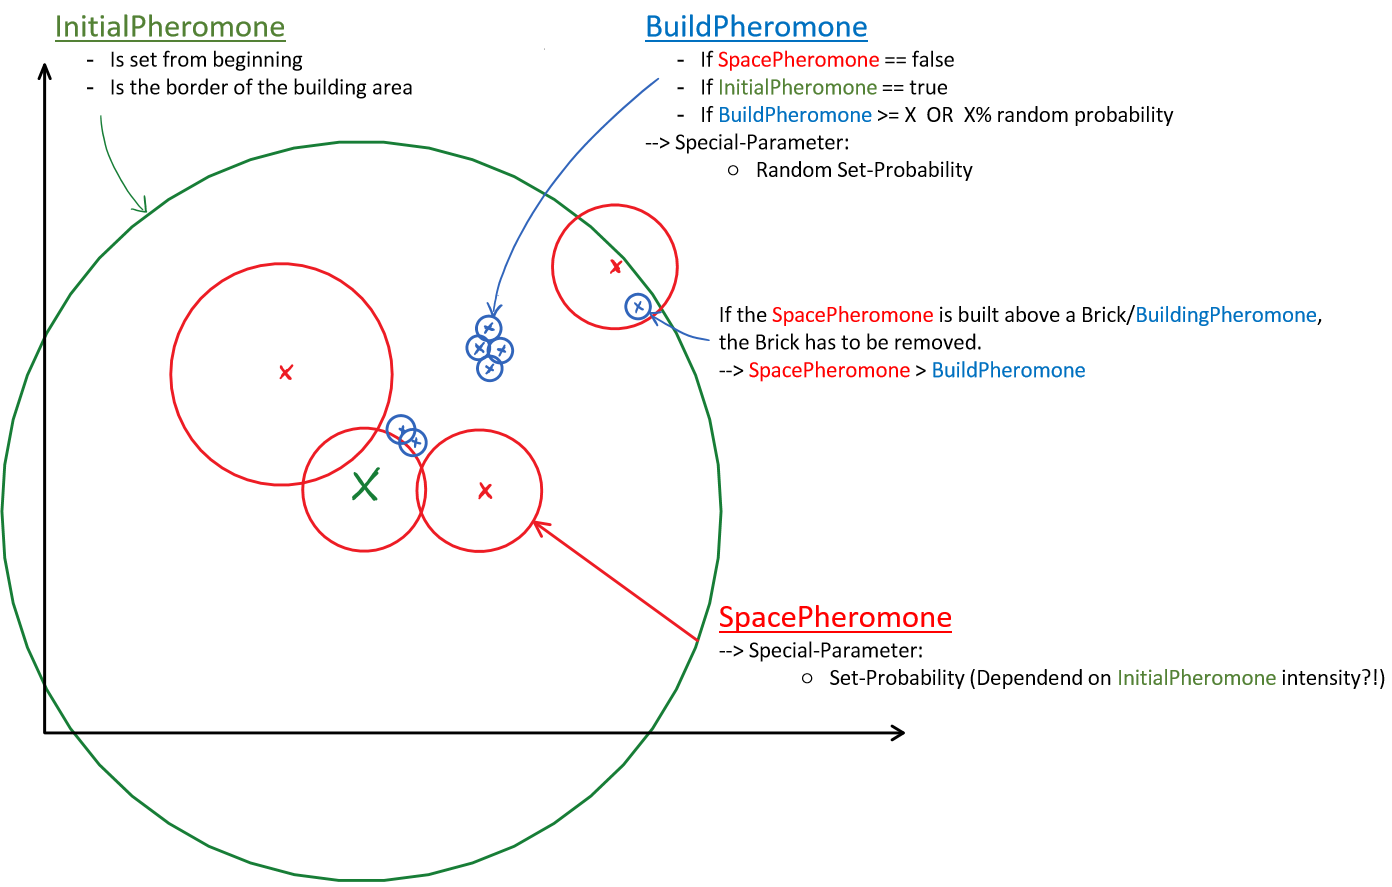 InitialPheromone
- Is set from beginning
- Is the border of the building area
BuildPheromone
- If SpacePheromone == false
- If InitialPheromone == true
- If BuildPheromone >= X OR X% random probability
--> Special-Parameter:
○ Random Set-Probability
If the SpacePheromone is built above a Brick/BuildingPheromone,
the Brick has to be removed.
--> SpacePheromone > BuildPheromone
SpacePheromone
--> Special-Parameter:
○ Set-Probability (Dependend on InitialPheromone intensity?!)